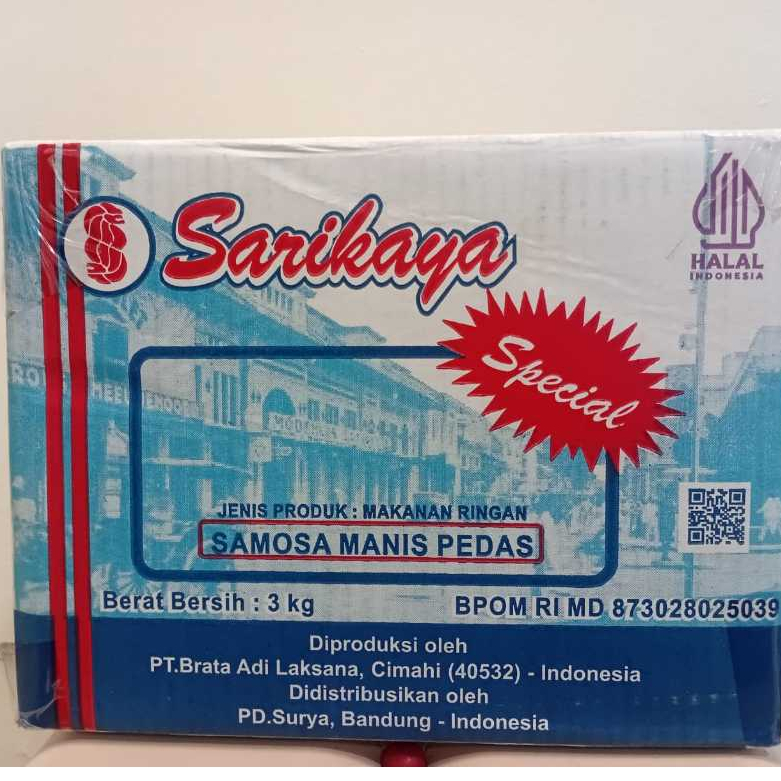 Sarikaya
HALAL
INDONESIA
Special
JENIS PRODUK : MAKANAN RINGAN
SAMOSA MANIS PEDAS
Berat Bersih : 3 kg
BPOM RI MD 873028025039
Diproduksi oleh
PT.Brata Adi Laksana, Cimahi (40532) - Indonesia
Didistribusikan oleh
PD.Surya, Bandung - Indonesia